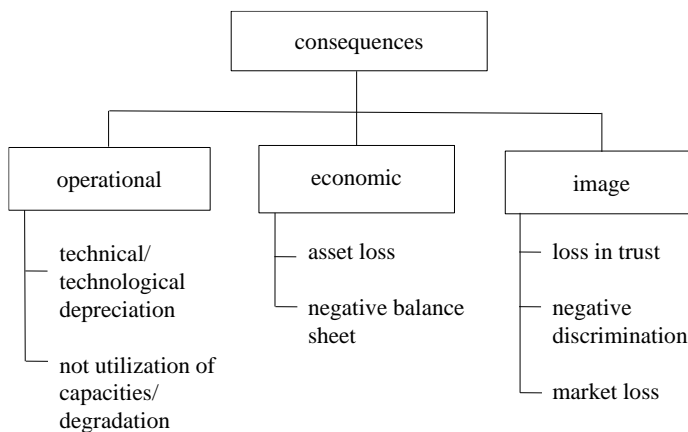 consequences
operational
economic
image
technical/
technological
depreciation
not utilization of
capacities/
degradation
asset loss
negative balance
sheet
loss in trust
negative
discrimination
market loss